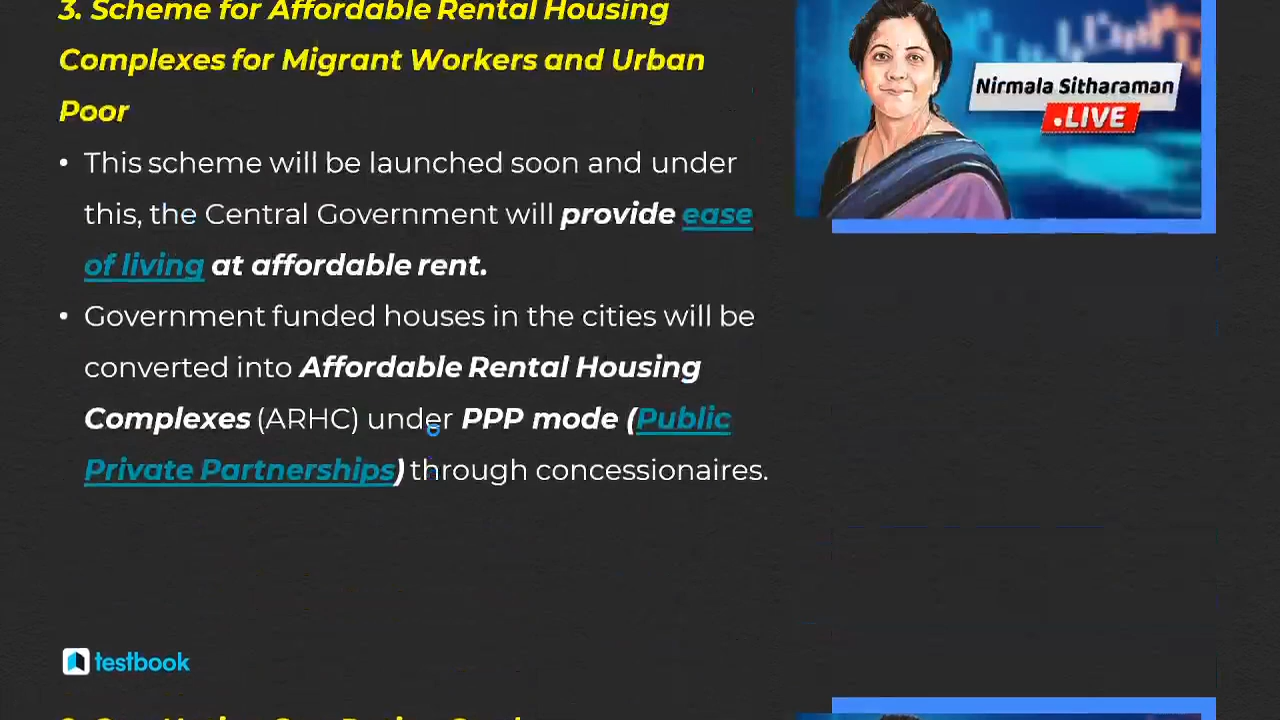 3. Scheme for Affordable Rental Housing
Complexes for Migrant Workers and Urban
Poor
Nirmala Sitharaman
.LIVE
• This scheme will be launched soon and under
this, the Central Government will provide ease
of living at affordable rent.
• Government funded houses in the cities will be
converted into Affordable Rental Housing
Complexes (ARHC) under PPP mode (Public
Private Partnerships) through concessionaires.
testbook